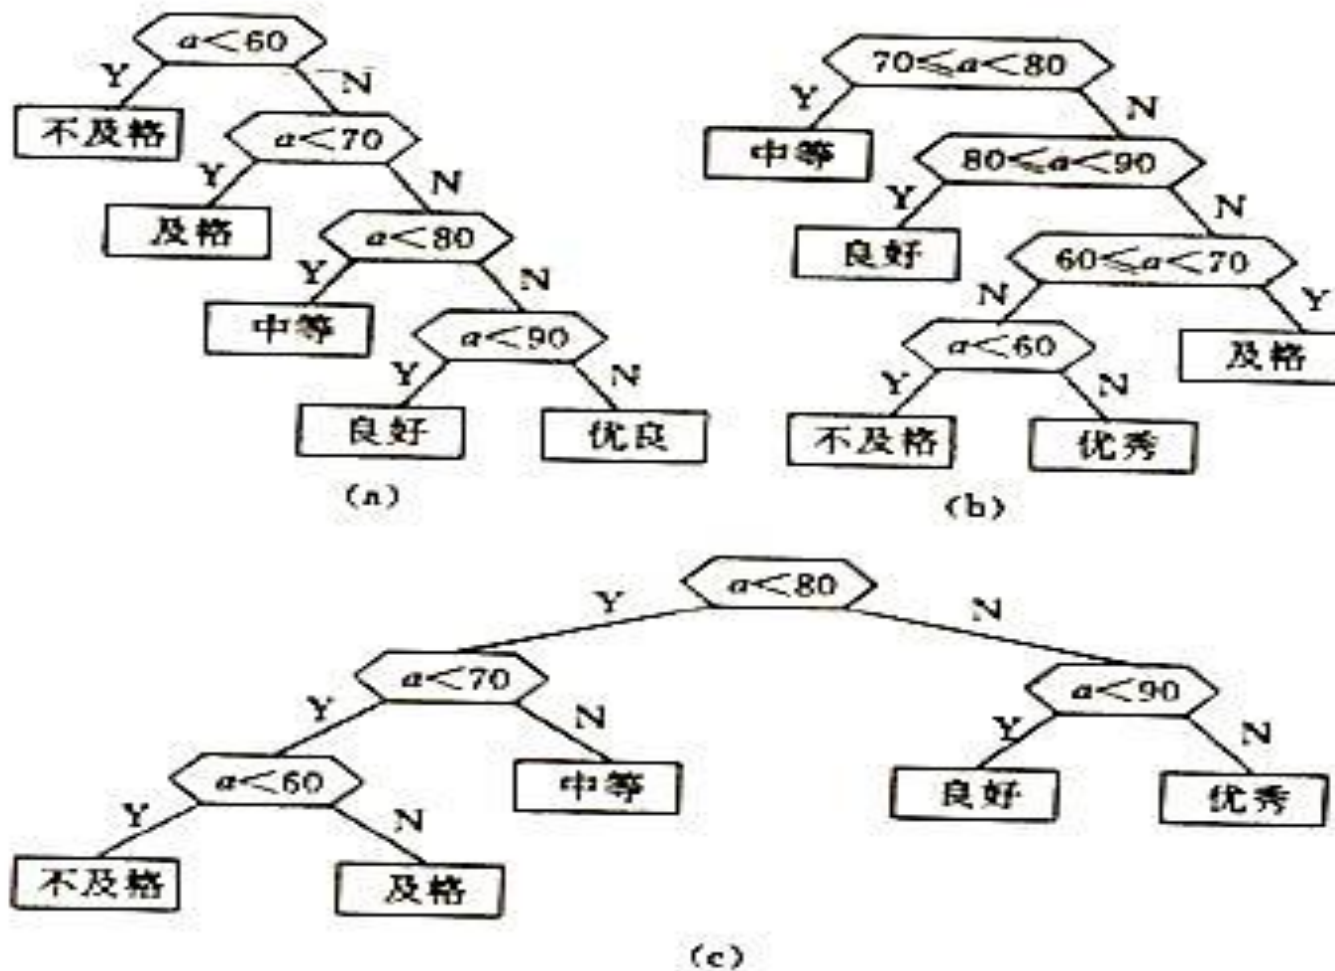 a<60
Y N
不及格 a<70
Y N
及格 a<80
Y N
中等 a<90
Y N
良好 优良
(a)
70≤a<80
Y N
中等 80≤a<90
Y N
良好 60≤a<70
N Y
a<60 及格
Y N
不及格 优秀
(b)
a<80
Y N
a<70 a<90
Y N Y N
a<60 中等 良好 优秀
Y N
不及格 及格
(c)